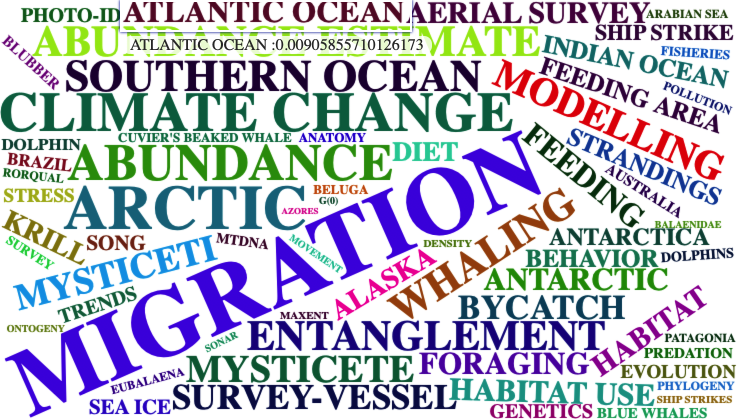 PHOTO-ID
ATLANTIC OCEAN
AERIAL SURVEY
ARABIAN SEA
ABUNDANCE ESTIMATE
ATLANTIC OCEAN :0.00905855710126173
SHIP STRIKE
BLUBBER
INDIAN OCEAN
FISHERIES
SOUTHERN OCEAN
FEEDING AREA
POLLUTION
CLIMATE CHANGE
MODELLING
DOLPHIN
CUVIER'S BEAKED WHALE
ANATOMY
STRANDINGS
BRAZIL
ABUNDANCE
DIET
FEEDING
RORQUAL
AUSTRALIA
STRESS
ARCTIC
BELUGA
G(0)
AZORES
MIGRATION
WHALING
BALAENIDAE
KRILL
SONG
MTDNA
MOVEMENT
DENSITY
ANTARCTICA
SURVEY
MYSTICETI
ALASKA
BEHAVIOR
DOLPHINS
ANTARCTIC
TRENDS
MAXENT
BYCATCH
HABITAT
ONTOGENY
SONAR
ENTANGLEMENT
PATAGONIA
EUBALAENA
MYSTICETE
FORAGING
PREDATION
EVOLUTION
SEA ICE
SURVEY-VESSEL
HABITAT USE
PHYLOGENY
SHIP STRIKES
GENETICS
BLUE WHALES